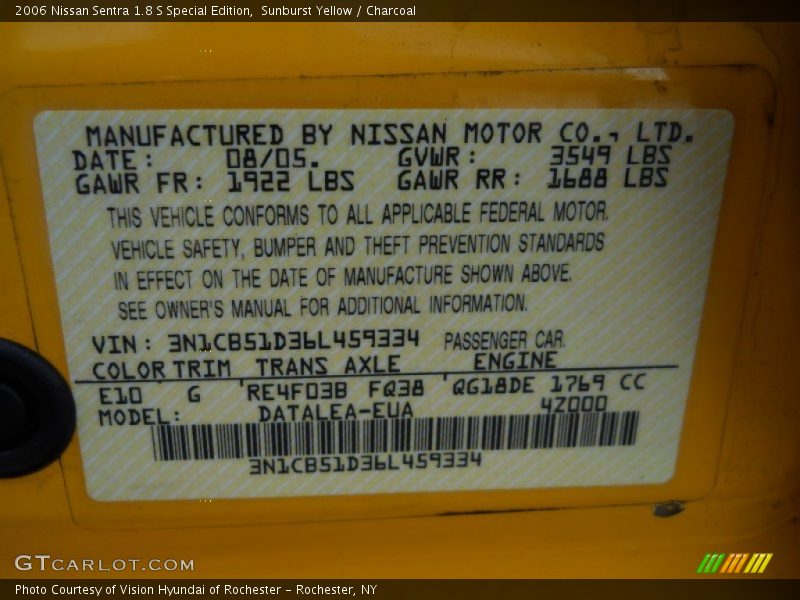 2006 Nissan Sentra 1.8 S Special Edition, Sunburst Yellow / Charcoal
MANUFACTURED BY NISSAN MOTOR CO., LTD.
DATE: 08/05. GVWR: 3549 LBS
GAWR FR: 1922 LBS GAWR RR: 1688 LBS
THIS VEHICLE CONFORMS TO ALL APPLICABLE FEDERAL MOTOR
VEHICLE SAFETY, BUMPER AND THEFT PREVENTION STANDARDS
IN EFFECT ON THE DATE OF MANUFACTURE SHOWN ABOVE.
SEE OWNER'S MANUAL FOR ADDITIONAL INFORMATION.
VIN: 3N1CB51D36L459334 PASSENGER CAR
COLOR TRIM TRANS AXLE ENGINE
E10 G RE4F03B FQ38 QG18DE 1769 CC
MODEL: DATALEA-EUA 4Z000
3N1CB51D36L459334
GTCARLOT.COM
Photo Courtesy of Vision Hyundai of Rochester - Rochester, NY